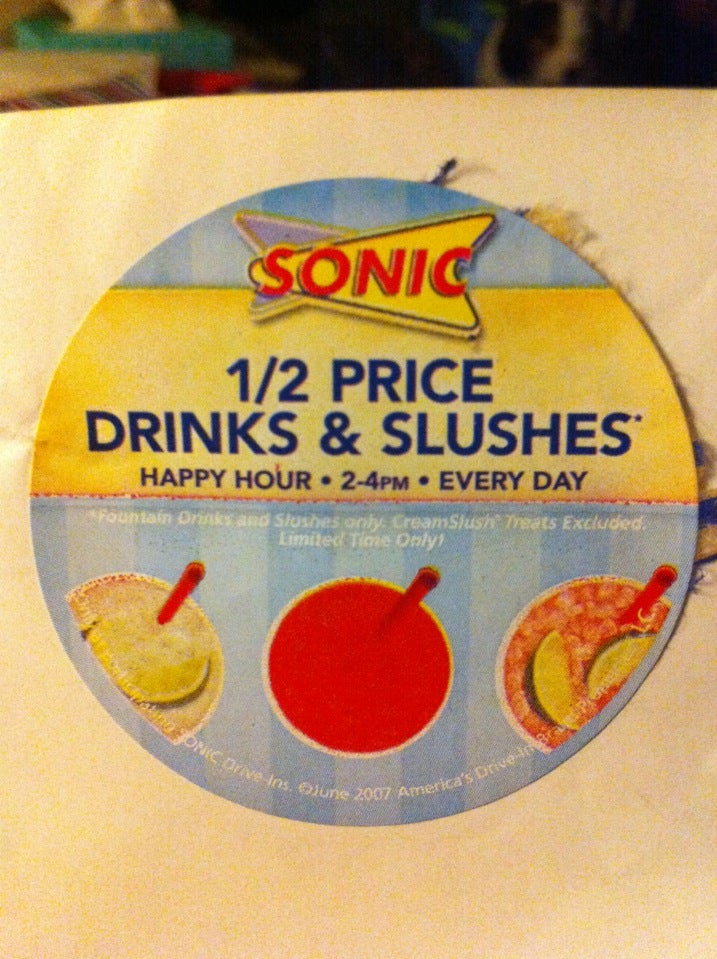 SONIC
1/2 PRICE
DRINKS & SLUSHES*
HAPPY HOUR • 2-4PM • EVERY DAY
*Fountain Drinks and Slushes only. CreamSlush® Treats Excluded.
Limited Time Only!
SONIC Drive-Ins. ©June 2007 America's Drive-In